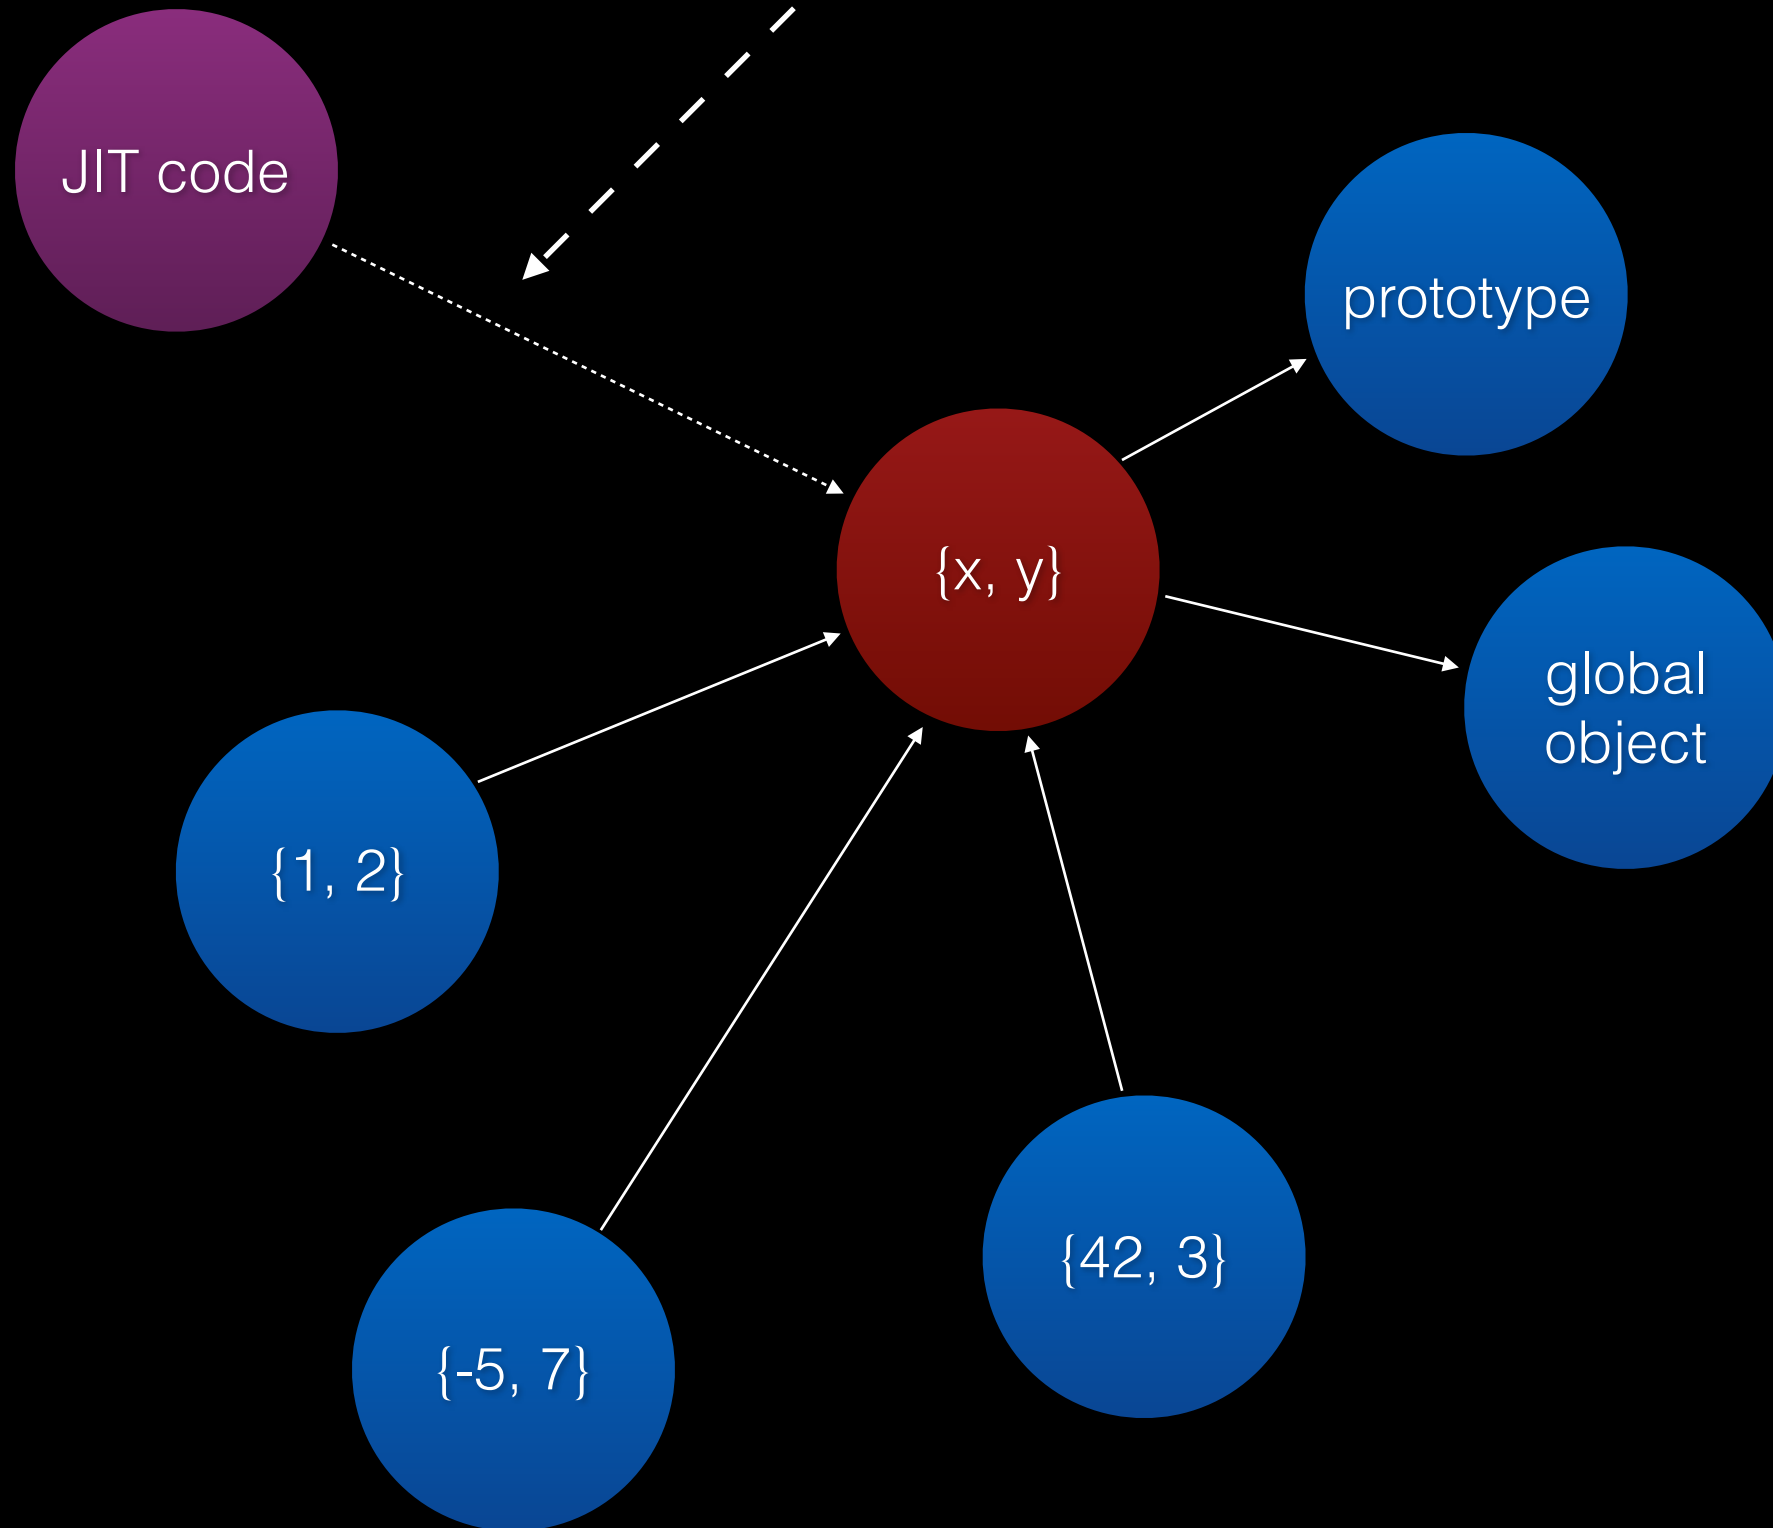 JIT code
prototype
{x, y}
global
object
{1, 2}
{42, 3}
{-5, 7}